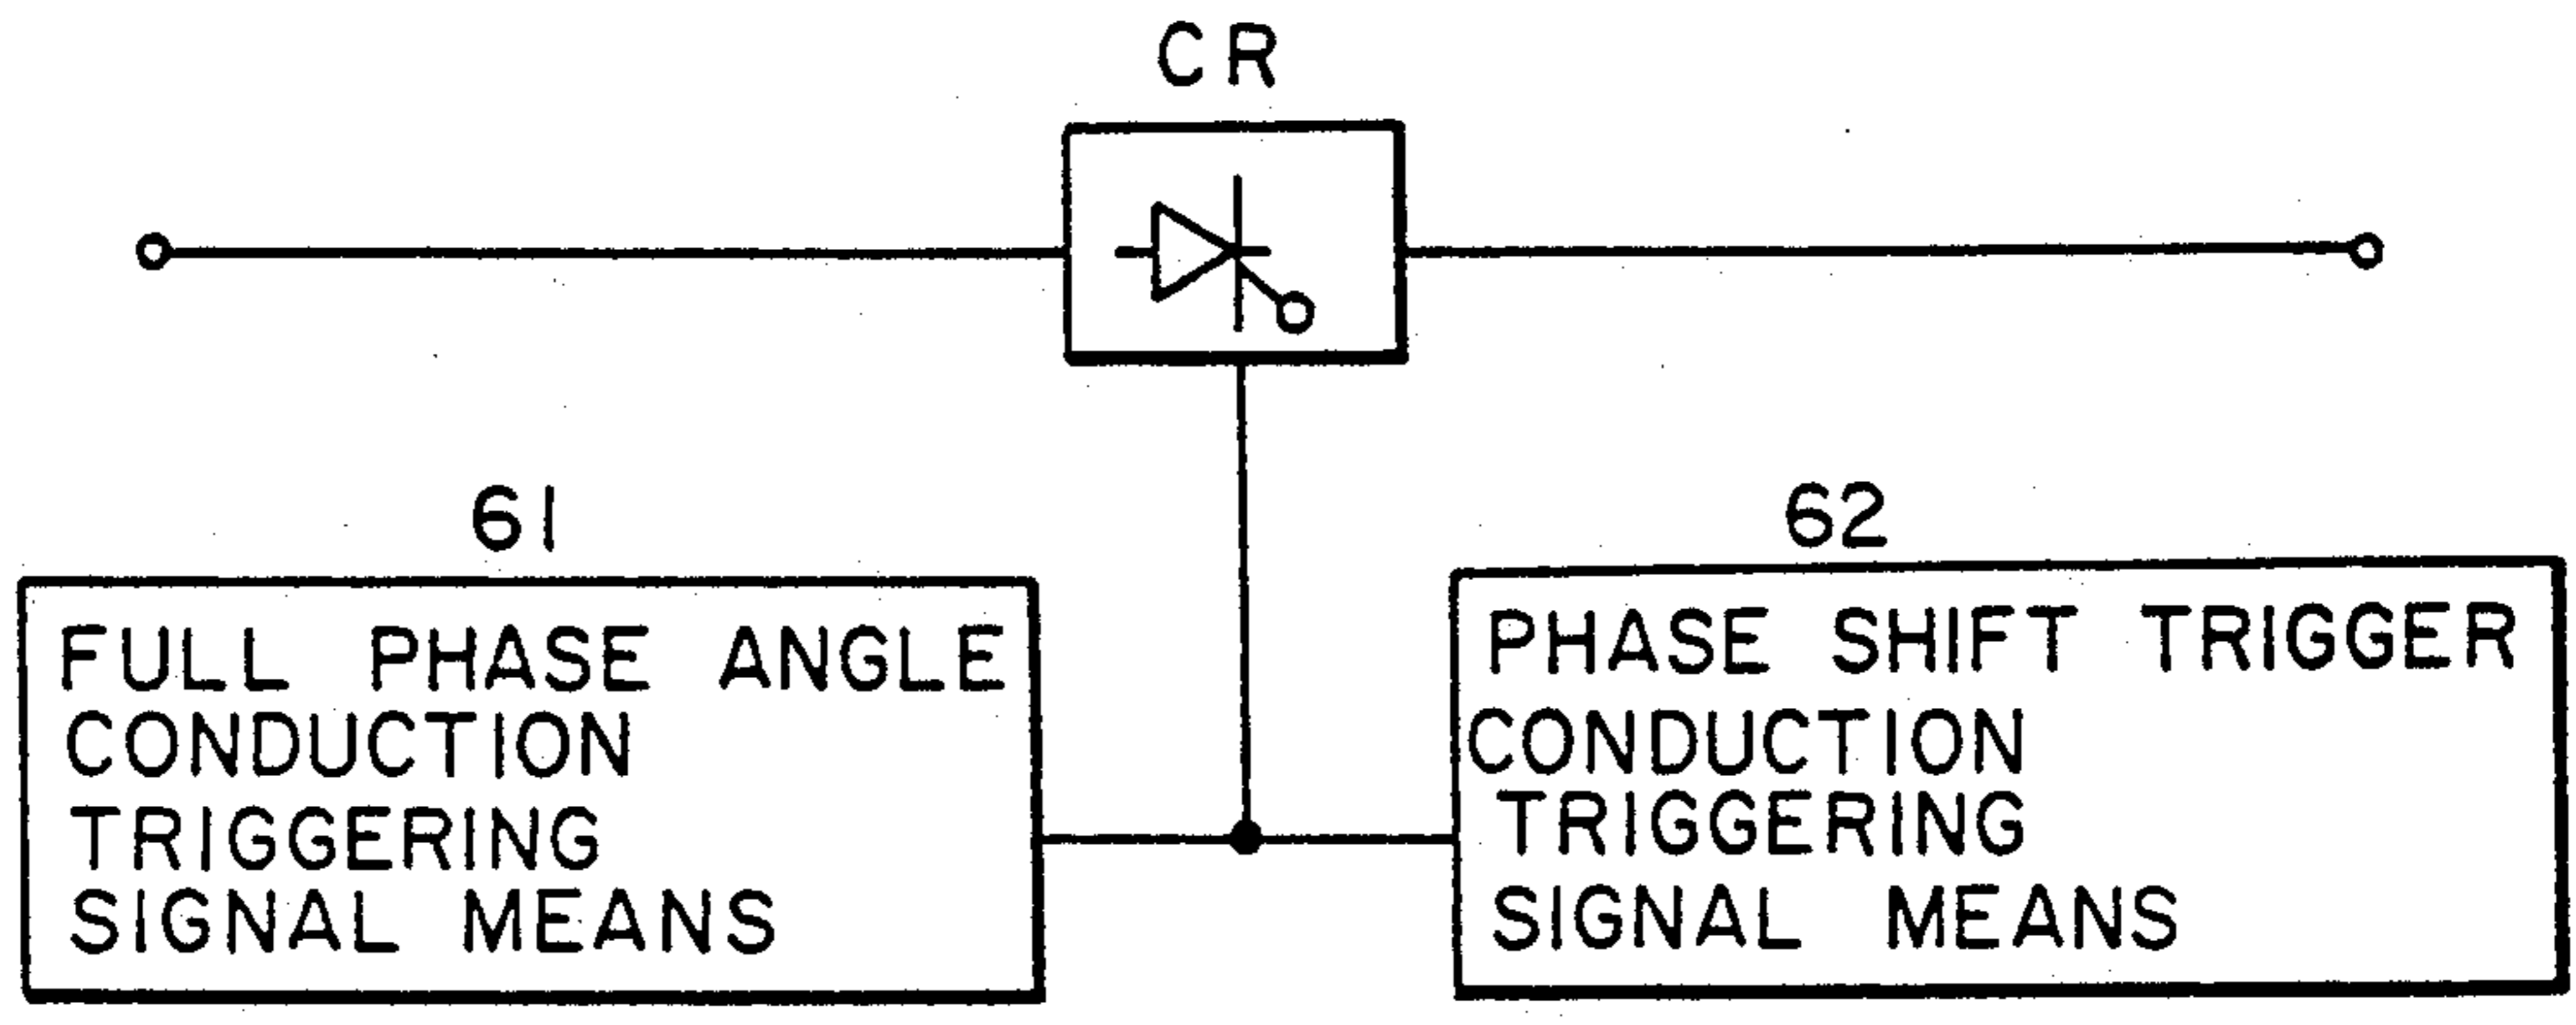 CR
61
FULL PHASE ANGLE
CONDUCTION
TRIGGERING
SIGNAL MEANS
62
PHASE SHIFT TRIGGER
CONDUCTION
TRIGGERING
SIGNAL MEANS